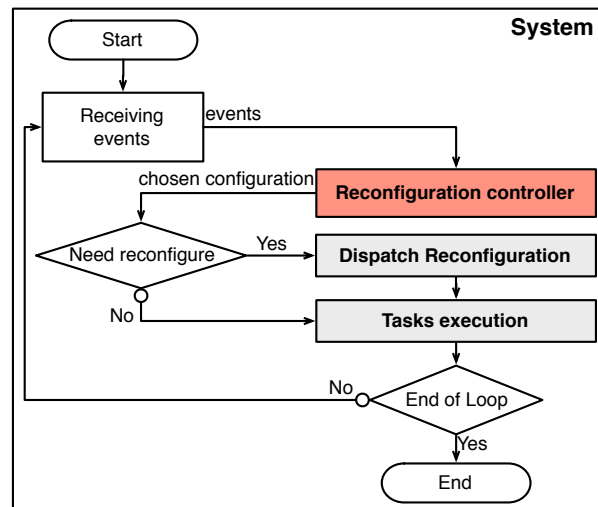 System
Start
Receiving
events
events
Reconfiguration controller
chosen configuration
Need reconfigure
Yes
Dispatch Reconfiguration
No
Tasks execution
No
End of Loop
Yes
End